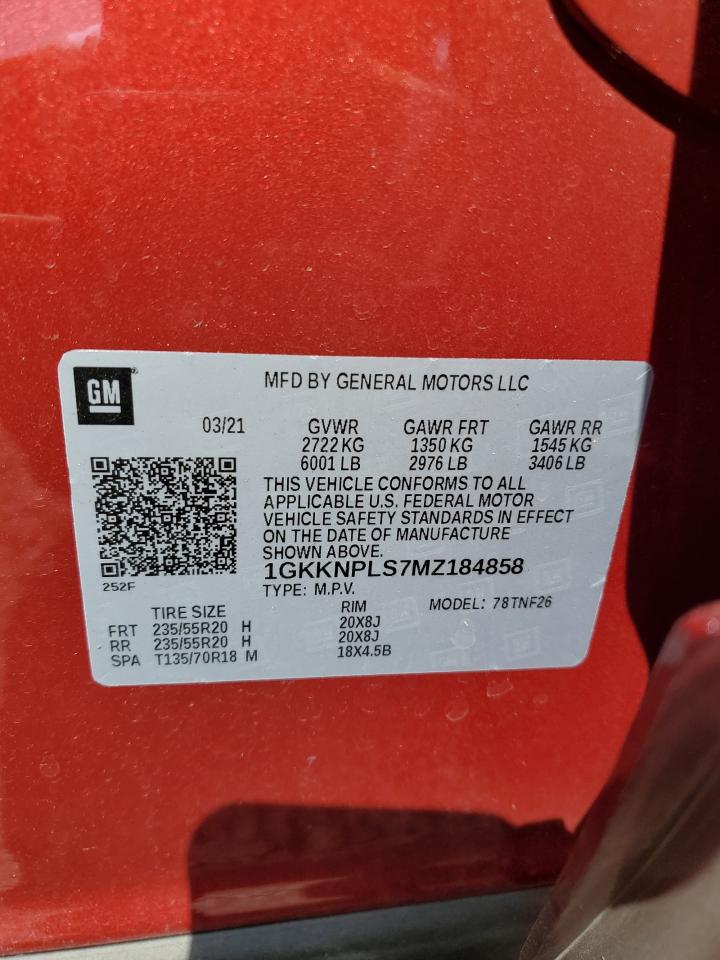 GM
MFD BY GENERAL MOTORS LLC
03/21 GVWR GAWR FRT GAWR RR
2722 KG 1350 KG 1545 KG
6001 LB 2976 LB 3406 LB
THIS VEHICLE CONFORMS TO ALL
APPLICABLE U.S. FEDERAL MOTOR
VEHICLE SAFETY STANDARDS IN EFFECT
ON THE DATE OF MANUFACTURE
SHOWN ABOVE.
1GKKNPLS7MZ184858
252F
TYPE: M.P.V. MODEL: 78TNF26
TIRE SIZE RIM
FRT 235/55R20 H 20X8J
RR 235/55R20 H 20X8J
SPA T135/70R18 M 18X4.5B